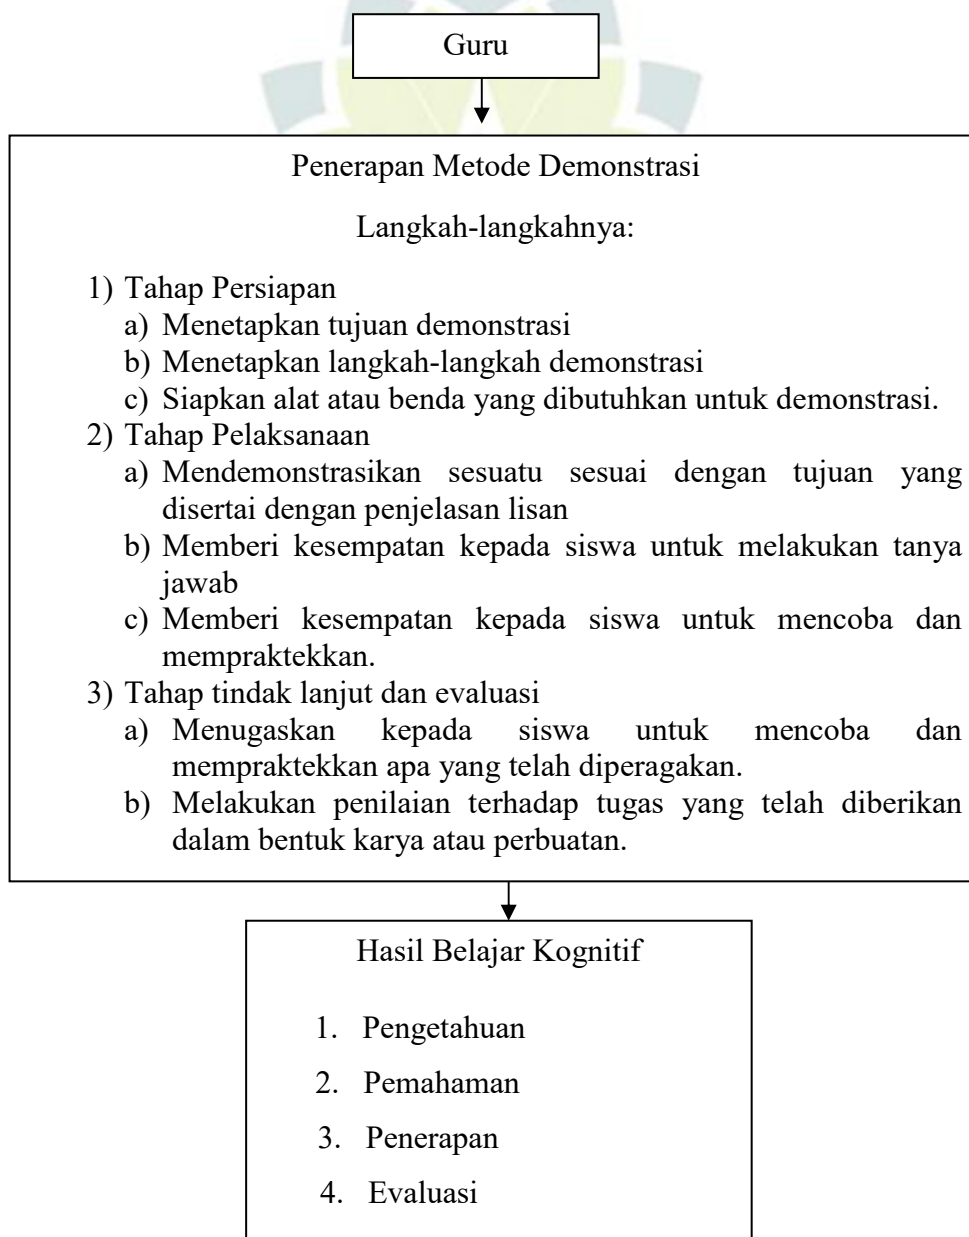 Guru
Penerapan Metode Demonstrasi
Langkah-langkahnya:
1) Tahap Persiapan
a) Menetapkan tujuan demonstrasi
b) Menetapkan langkah-langkah demonstrasi
c) Siapkan alat atau benda yang dibutuhkan untuk demonstrasi.
2) Tahap Pelaksanaan
a) Mendemonstrasikan sesuatu sesuai dengan tujuan yang
disertai dengan penjelasan lisan
b) Memberi kesempatan kepada siswa untuk melakukan tanya
jawab
c) Memberi kesempatan kepada siswa untuk mencoba dan
mempraktekkan.
3) Tahap tindak lanjut dan evaluasi
a) Menugaskan kepada siswa untuk mencoba dan
mempraktekkan apa yang telah diperagakan.
b) Melakukan penilaian terhadap tugas yang telah diberikan
dalam bentuk karya atau perbuatan.
Hasil Belajar Kognitif
1. Pengetahuan
2. Pemahaman
3. Penerapan
4. Evaluasi